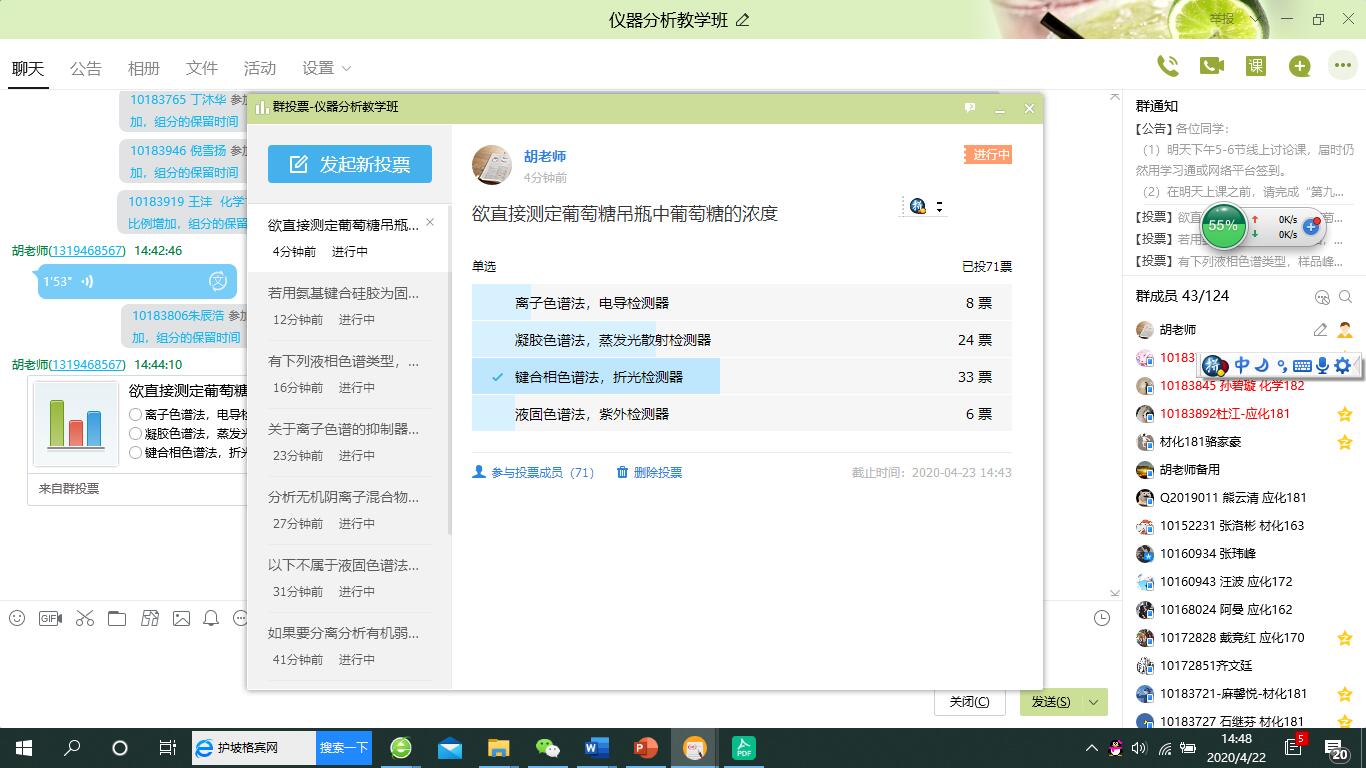 仪器分析教学班
举报
聊天 公告 相册 文件 活动 设置
课
10183765 丁沐华 参加
加，组分的保留时间
10183946 倪雪扬 参加
加，组分的保留时间
10183919 王沣 化学
比例增加，组分的保留
胡老师(1319468567) 14:42:46
1'53"
文
10183806朱辰浩 参加
加，组分的保留时间
胡老师(1319468567) 14:44:10
欲直接测定葡萄糖
离子色谱法，电导检
凝胶色谱法，蒸发光
键合相色谱法，折光
来自群投票
GIF
群投票-仪器分析教学班
发起新投票
欲直接测定葡萄糖吊瓶...
4分钟前 进行中
若用氨基键合硅胶为固...
12分钟前 进行中
有下列液相色谱类型，...
16分钟前 进行中
关于离子色谱的抑制器...
23分钟前 进行中
分析无机阴离子混合物...
27分钟前 进行中
以下不属于液固色谱法...
31分钟前 进行中
如果要分离分析有机弱...
41分钟前 进行中
胡老师
4分钟前
进行中
欲直接测定葡萄糖吊瓶中葡萄糖的浓度
拼
单选 已投71票
离子色谱法，电导检测器 8 票
凝胶色谱法，蒸发光散射检测器 24 票
键合相色谱法，折光检测器 33 票
液固色谱法，紫外检测器 6 票
参与投票成员（71） 删除投票 截止时间：2020-04-23 14:43
关闭(C) 发送(S)
群通知
【公告】各位同学：
（1）明天下午5-6节线上讨论课，届时仍
然用学习通或网络平台签到。
（2）在明天上课之前，请完成“第九...
【投票】欲
【投票】若用
【投票】有下列液相色谱类型，样品峰...
55%
0K/s
0K/s
群成员 43/124
胡老师
10183
拼 中
10183845 孙碧璇 化学182
10183892杜江-应化181
材化181骆家豪
胡老师备用
Q2019011 熊云清 应化181
10152231 张洛彬 材化163
10160934 张玮峰
10160943 汪波 应化172
10168024 阿曼 应化162
10172828 戴竞红 应化170
10172851齐文廷
10183721-麻馨悦-材化181
10183727 石继芬 材化181
护坡格宾网 搜索一下
W
P
PDF
14:48
2020/4/22
5
20